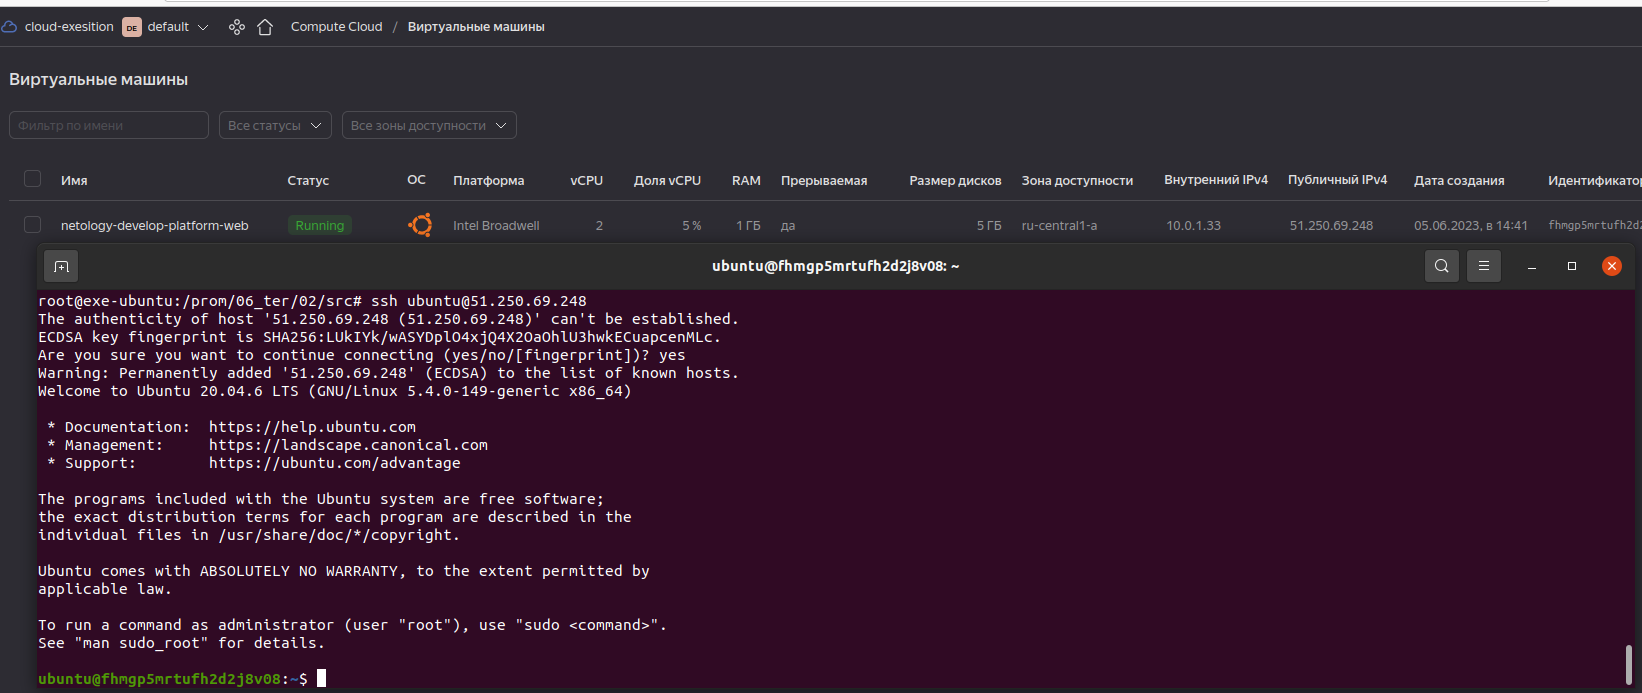 cloud-exesition DE default Compute Cloud / Виртуальные машины
Виртуальные машины
Фильтр по имени Все статусы Все зоны доступности
Имя Статус ОС Платформа vCPU Доля vCPU RAM Прерываемая Размер дисков Зона доступности Внутренний IPv4 Публичный IPv4 Дата создания Идентификатор
netology-develop-platform-web Running Intel Broadwell 2 5 % 1 ГБ да 5 ГБ ru-central1-a 10.0.1.33 51.250.69.248 05.06.2023, в 14:41 fhmgp5mrtufh2d2
ubuntu@fhmgp5mrtufh2d2j8v08: ~
root@exe-ubuntu:/prom/06_ter/02/src# ssh ubuntu@51.250.69.248
The authenticity of host '51.250.69.248 (51.250.69.248)' can't be established.
ECDSA key fingerprint is SHA256:LUkIYk/wASYDplO4xjQ4X2OaOhlU3hwkECuapcenMLc.
Are you sure you want to continue connecting (yes/no/[fingerprint])? yes
Warning: Permanently added '51.250.69.248' (ECDSA) to the list of known hosts.
Welcome to Ubuntu 20.04.6 LTS (GNU/Linux 5.4.0-149-generic x86_64)
* Documentation: https://help.ubuntu.com
* Management: https://landscape.canonical.com
* Support: https://ubuntu.com/advantage
The programs included with the Ubuntu system are free software;
the exact distribution terms for each program are described in the
individual files in /usr/share/doc/*/copyright.
Ubuntu comes with ABSOLUTELY NO WARRANTY, to the extent permitted by
applicable law.
To run a command as administrator (user "root"), use "sudo <command>".
See "man sudo_root" for details.
ubuntu@fhmgp5mrtufh2d2j8v08:~$